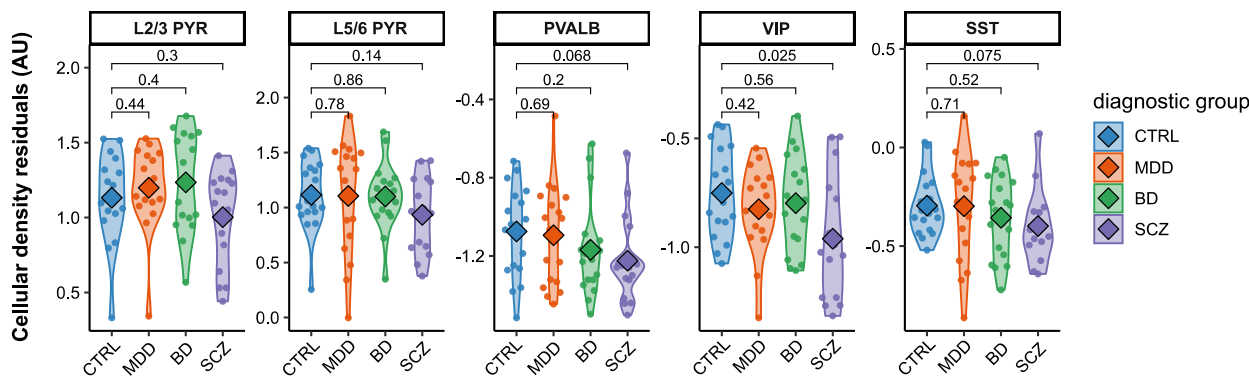 Cellular density residuals (AU)
L2/3 PYR
2.0
1.5
1.0
0.5
0.3
0.4
0.44
CTRL
MDD
BD
SCZ
L5/6 PYR
2.0
1.5
1.0
0.5
0.0
0.14
0.86
0.78
CTRL
MDD
BD
SCZ
PVALB
-0.4
-0.8
-1.2
0.068
0.2
0.69
CTRL
MDD
BD
SCZ
VIP
-0.5
-1.0
0.025
0.56
0.42
CTRL
MDD
BD
SCZ
SST
0.5
0.0
-0.5
0.075
0.52
0.71
CTRL
MDD
BD
SCZ
diagnostic group
CTRL
MDD
BD
SCZ